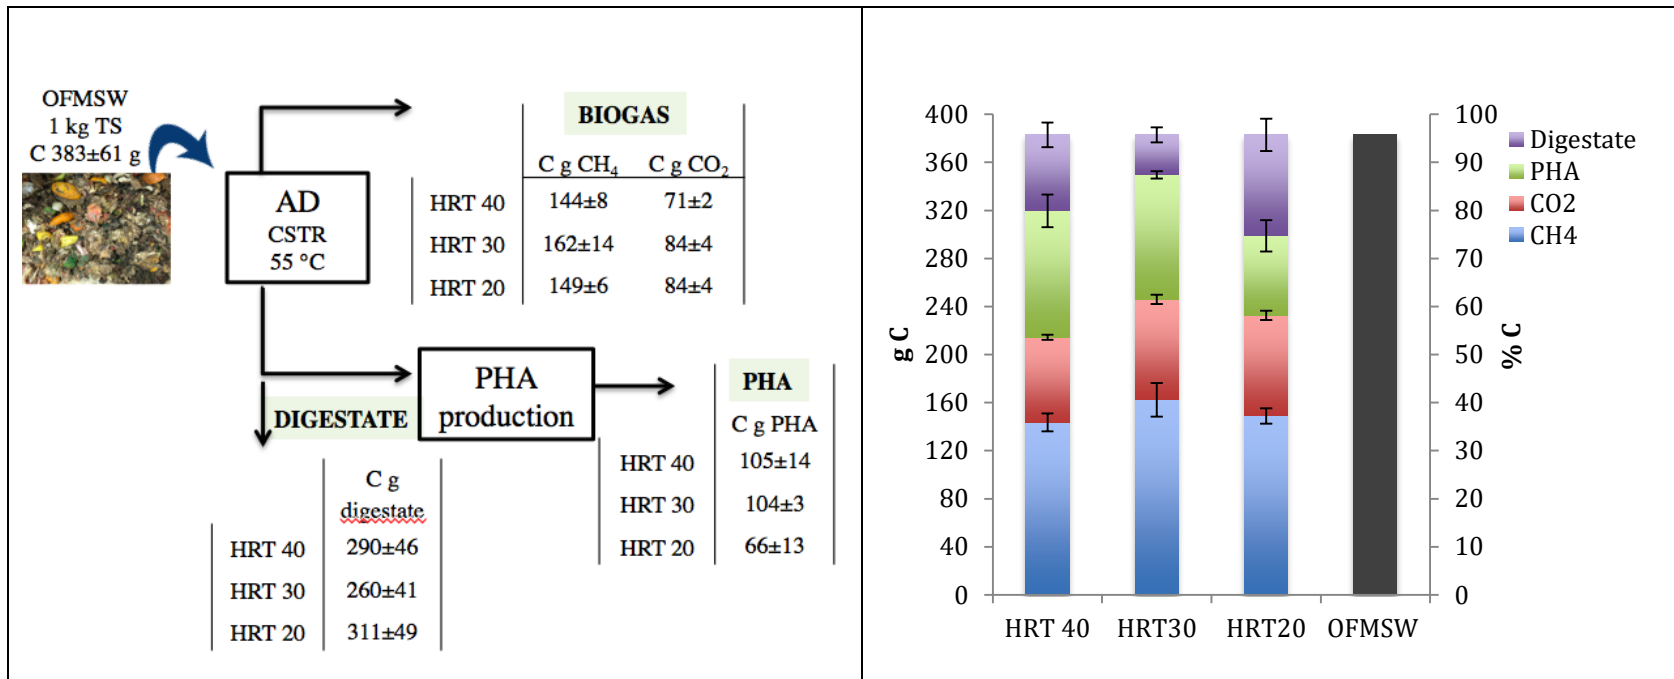 OFMSW
1 kg TS
C 383±61 g
AD
CSTR
55 °C
BIOGAS
C g CH₄ C g CO₂
HRT 40 144±8 71±2
HRT 30 162±14 84±4
HRT 20 149±6 84±4
DIGESTATE
PHA
production
PHA
C g PHA
HRT 40 105±14
HRT 30 104±3
HRT 20 66±13
C g
digestate
HRT 40 290±46
HRT 30 260±41
HRT 20 311±49
g C
400
360
320
280
240
200
160
120
80
40
0
HRT 40 HRT30 HRT20 OFMSW
100
90
80
70
60
50
40
30
20
10
0
% C
Digestate
PHA
CO2
CH4